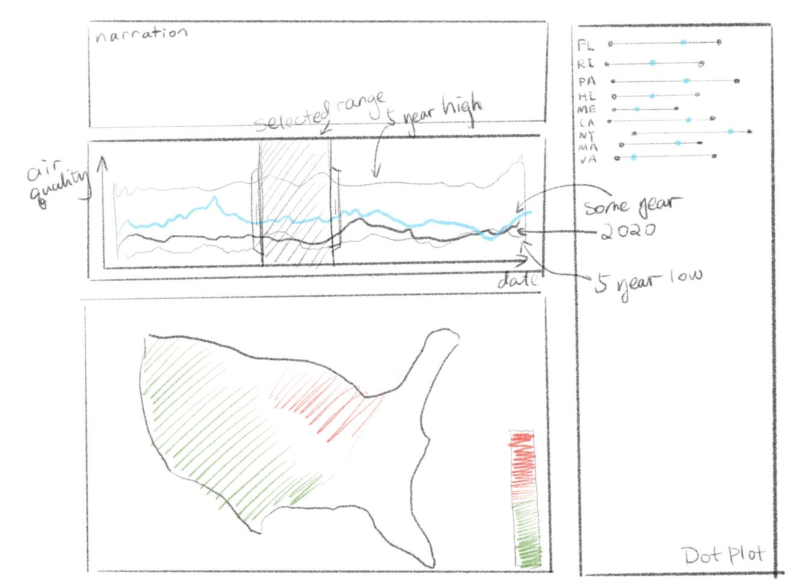 narration
selected range
5 year high
air
quality
some year
2020
5 year low
date
FL
RI
PA
HI
ME
CA
NY
MA
VA
Dot Plot